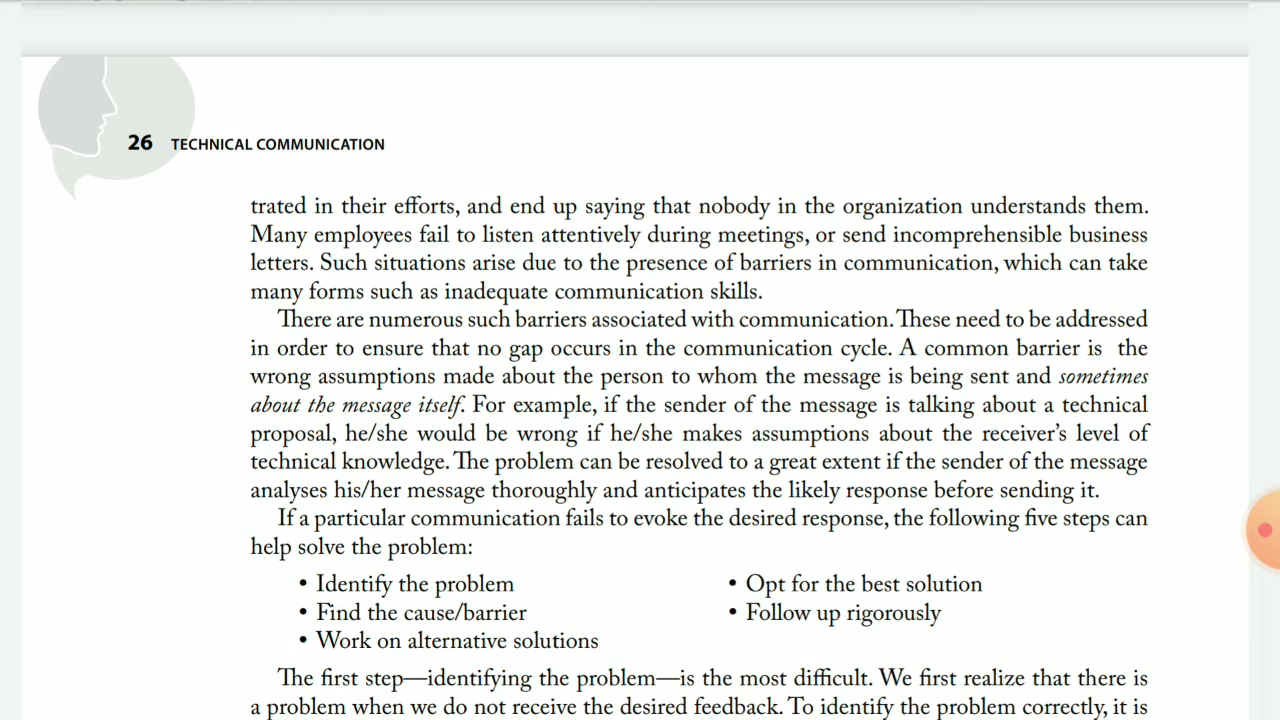 26 TECHNICAL COMMUNICATION
trated in their efforts, and end up saying that nobody in the organization understands them.
Many employees fail to listen attentively during meetings, or send incomprehensible business
letters. Such situations arise due to the presence of barriers in communication, which can take
many forms such as inadequate communication skills.
There are numerous such barriers associated with communication. These need to be addressed
in order to ensure that no gap occurs in the communication cycle. A common barrier is the
wrong assumptions made about the person to whom the message is being sent and sometimes
about the message itself. For example, if the sender of the message is talking about a technical
proposal, he/she would be wrong if he/she makes assumptions about the receiver's level of
technical knowledge. The problem can be resolved to a great extent if the sender of the message
analyses his/her message thoroughly and anticipates the likely response before sending it.
If a particular communication fails to evoke the desired response, the following five steps can
help solve the problem:
• Identify the problem
• Find the cause/barrier
• Work on alternative solutions
• Opt for the best solution
• Follow up rigorously
The first step—identifying the problem—is the most difficult. We first realize that there is
a problem when we do not receive the desired feedback. To identify the problem correctly, it is